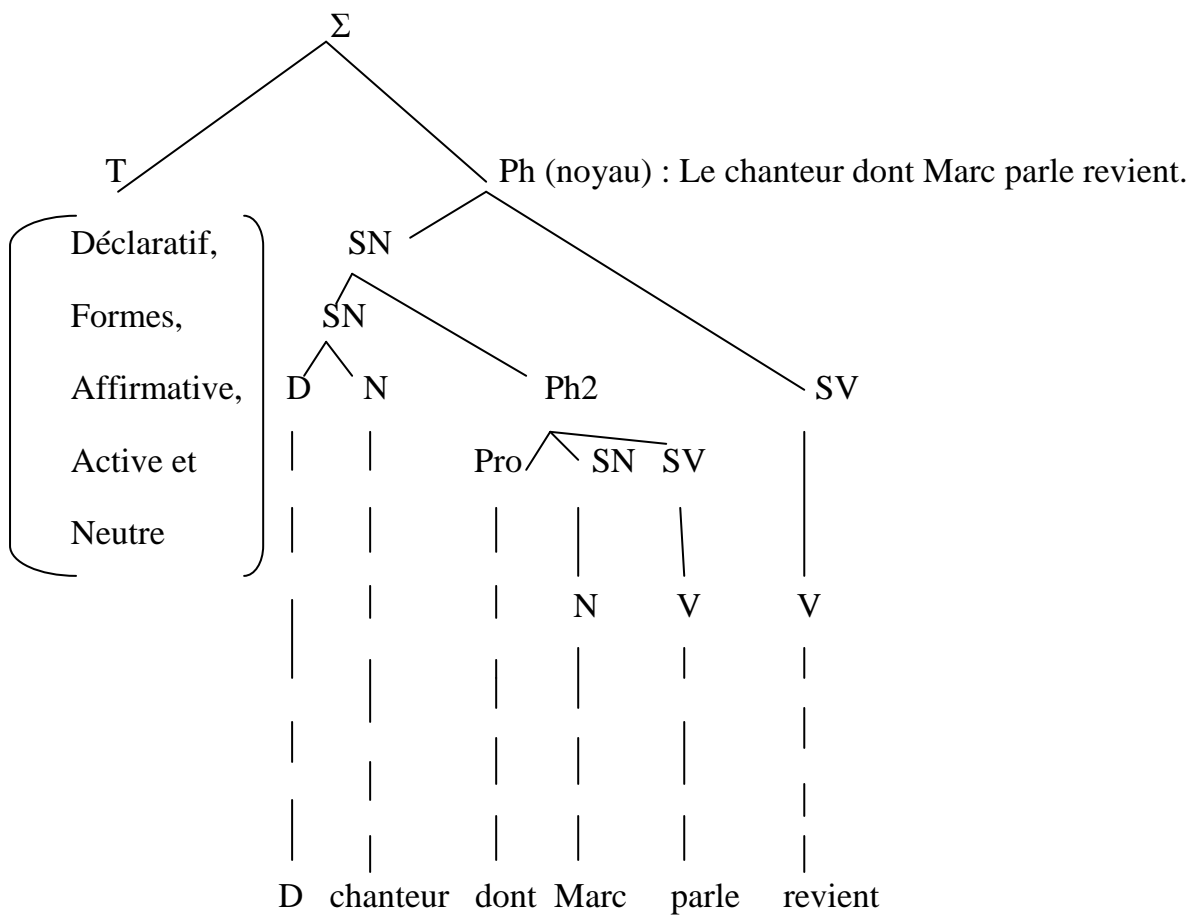 Σ
T Ph (noyau) : Le chanteur dont Marc parle revient.
Déclaratif, SN
Formes, SN
Affirmative, D N Ph2 SV
Active et Pro SN SV
Neutre
N V V
D chanteur dont Marc parle revient